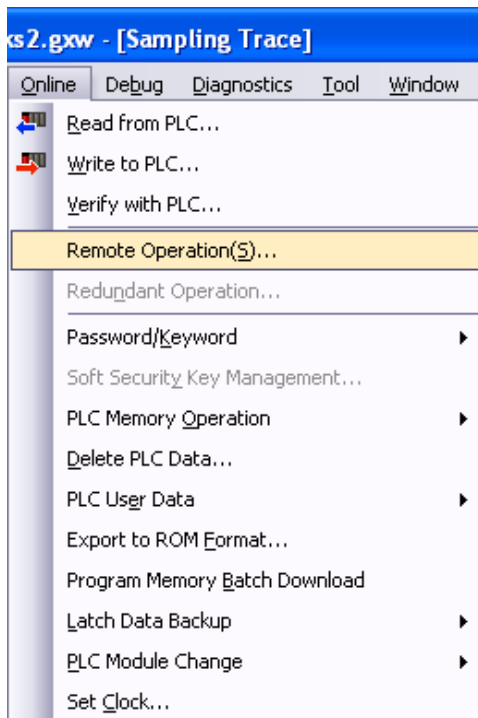 ks2.gxw - [Sampling Trace]
Online Debug Diagnostics Tool Window
Read from PLC...
Write to PLC...
Verify with PLC...
Remote Operation(S)...
Redundant Operation...
Password/Keyword
Soft Security Key Management...
PLC Memory Operation
Delete PLC Data...
PLC User Data
Export to ROM Format...
Program Memory Batch Download
Latch Data Backup
PLC Module Change
Set Clock...